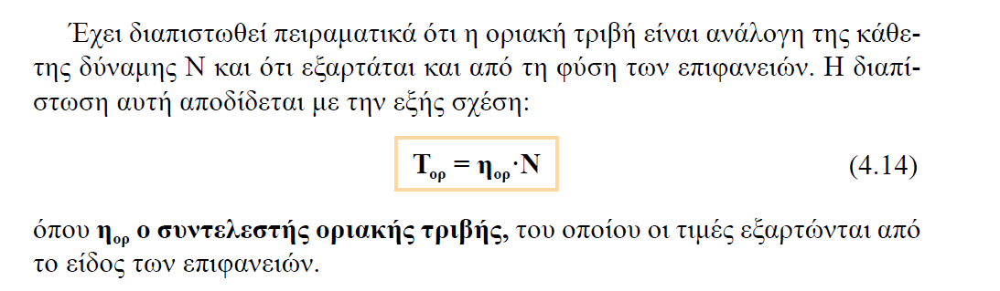 Έχει διαπιστωθεί πειραματικά ότι η οριακή τριβή είναι ανάλογη της κάθε-
της δύναμης Ν και ότι εξαρτάται και από τη φύση των επιφανειών. Η διαπί-
στωση αυτή αποδίδεται με την εξής σχέση:
Τορ = ηορ·Ν (4.14)
όπου ηορ ο συντελεστής οριακής τριβής, του οποίου οι τιμές εξαρτώνται από
το είδος των επιφανειών.